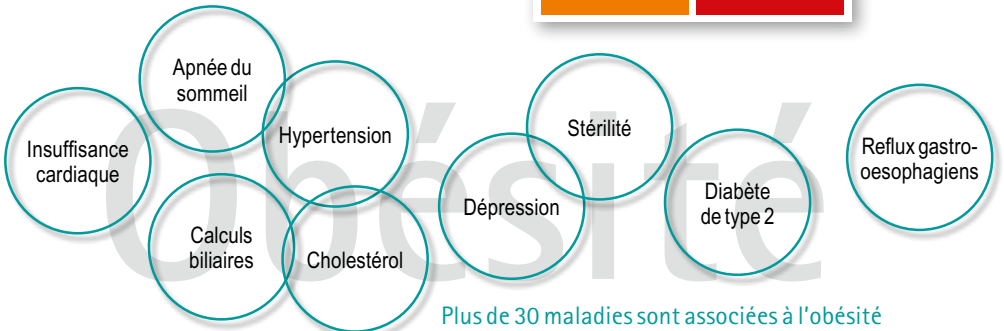 Obésité
Apnée du
sommeil
Insuffisance
cardiaque
Hypertension
Calculs
biliaires
Cholestérol
Dépression
Stérilité
Diabète
de type 2
Reflux gastro-
oesophagiens
Plus de 30 maladies sont associées à l'obésité